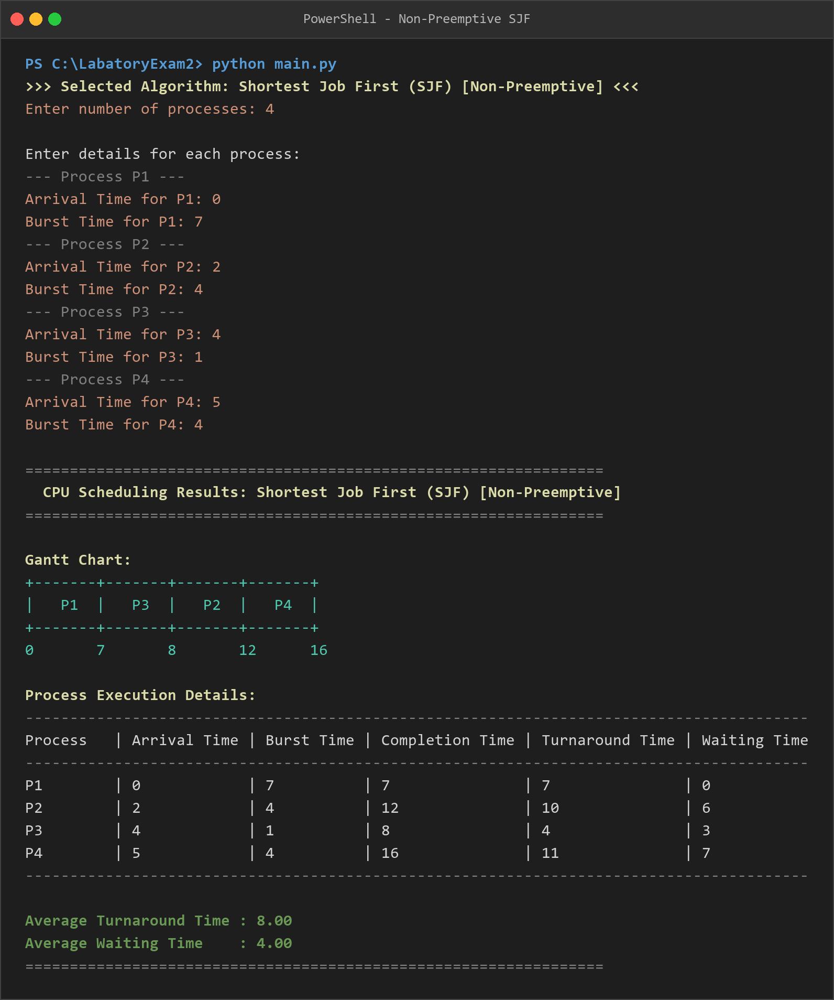 PowerShell - Non-Preemptive SJF
PS C:\LabatoryExam2> python main.py
>>> Selected Algorithm: Shortest Job First (SJF) [Non-Preemptive] <<<
Enter number of processes: 4
Enter details for each process:
--- Process P1 ---
Arrival Time for P1: 0
Burst Time for P1: 7
--- Process P2 ---
Arrival Time for P2: 2
Burst Time for P2: 4
--- Process P3 ---
Arrival Time for P3: 4
Burst Time for P3: 1
--- Process P4 ---
Arrival Time for P4: 5
Burst Time for P4: 4
=================================================================
  CPU Scheduling Results: Shortest Job First (SJF) [Non-Preemptive]
=================================================================
Gantt Chart:
+-------+-------+-------+-------+
|   P1  |   P3  |   P2  |   P4  |
+-------+-------+-------+-------+
0       7       8       12      16
Process Execution Details:
----------------------------------------------------------------------------------------
Process   | Arrival Time | Burst Time | Completion Time | Turnaround Time | Waiting Time
----------------------------------------------------------------------------------------
P1        | 0            | 7          | 7               | 7               | 0
P2        | 2            | 4          | 12              | 10              | 6
P3        | 4            | 1          | 8               | 4               | 3
P4        | 5            | 4          | 16              | 11              | 7
----------------------------------------------------------------------------------------
Average Turnaround Time : 8.00
Average Waiting Time    : 4.00
=================================================================